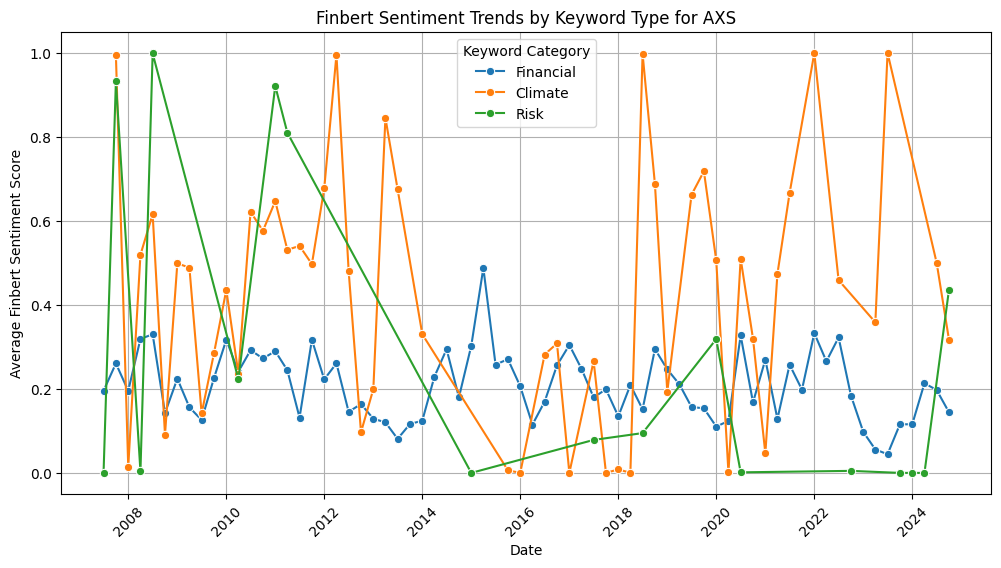 Finbert Sentiment Trends by Keyword Type for AXS
Keyword Category
Financial
Climate
Risk
Average Finbert Sentiment Score
1.0
0.8
0.6
0.4
0.2
0.0
2008
2010
2012
2014
2016
2018
2020
2022
2024
Date